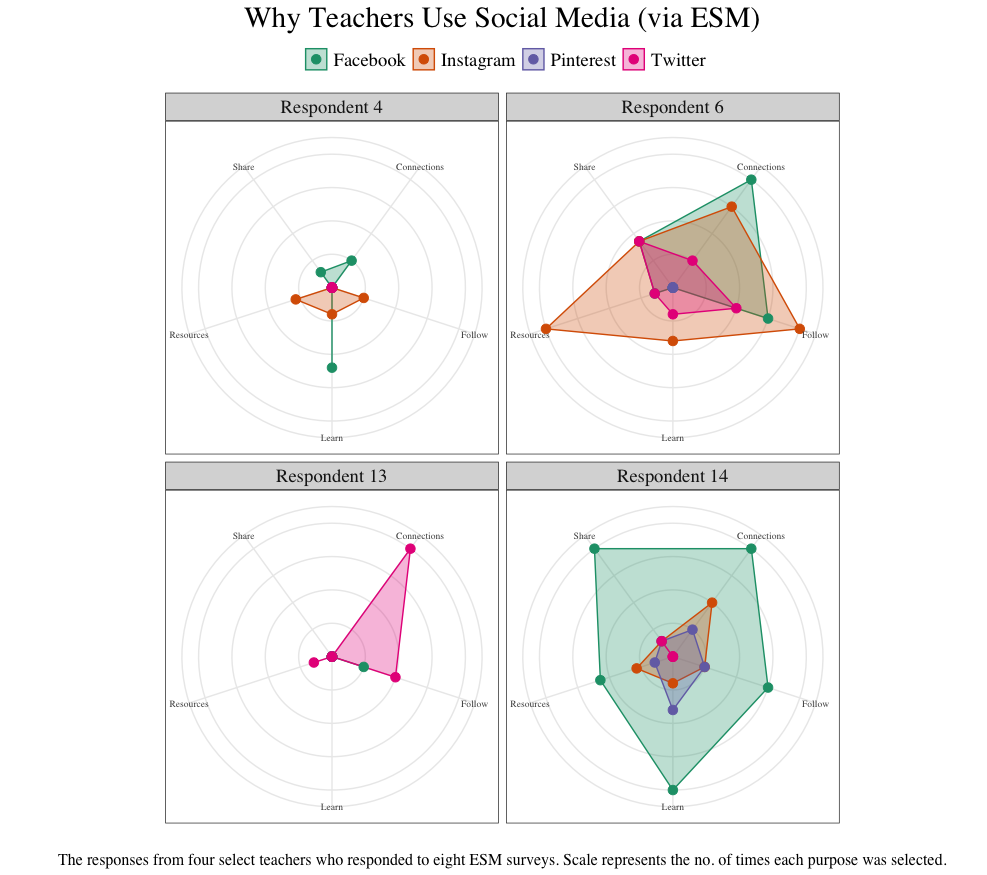 Why Teachers Use Social Media (via ESM)
Facebook Instagram Pinterest Twitter
Respondent 4
Share Connections
Resources Follow
Learn
Respondent 6
Share Connections
Resources Follow
Learn
Respondent 13
Share Connections
Resources Follow
Learn
Respondent 14
Share Connections
Resources Follow
Learn
The responses from four select teachers who responded to eight ESM surveys. Scale represents the no. of times each purpose was selected.